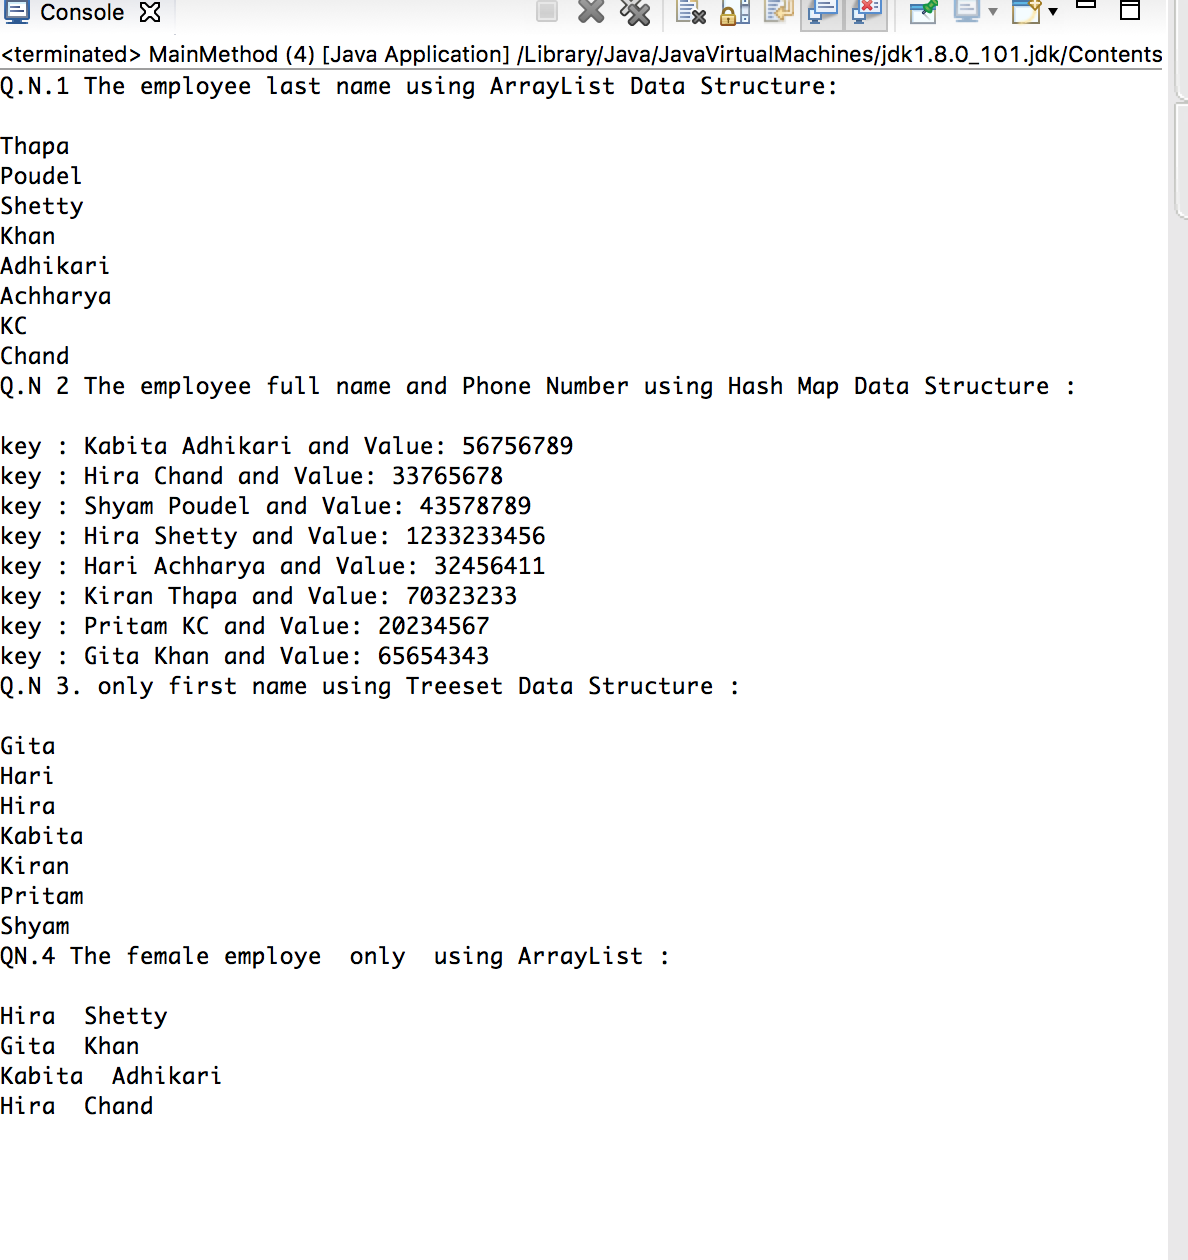 Console
<terminated> MainMethod (4) [Java Application] /Library/Java/JavaVirtualMachines/jdk1.8.0_101.jdk/Contents
Q.N.1 The employee last name using ArrayList Data Structure:
Thapa
Poudel
Shetty
Khan
Adhikari
Achharya
KC
Chand
Q.N 2 The employee full name and Phone Number using Hash Map Data Structure :
key : Kabita Adhikari and Value: 56756789
key : Hira Chand and Value: 33765678
key : Shyam Poudel and Value: 43578789
key : Hira Shetty and Value: 1233233456
key : Hari Achharya and Value: 32456411
key : Kiran Thapa and Value: 70323233
key : Pritam KC and Value: 20234567
key : Gita Khan and Value: 65654343
Q.N 3. only first name using Treeset Data Structure :
Gita
Hari
Hira
Kabita
Kiran
Pritam
Shyam
QN.4 The female employe  only  using ArrayList :
Hira  Shetty
Gita  Khan
Kabita  Adhikari
Hira  Chand